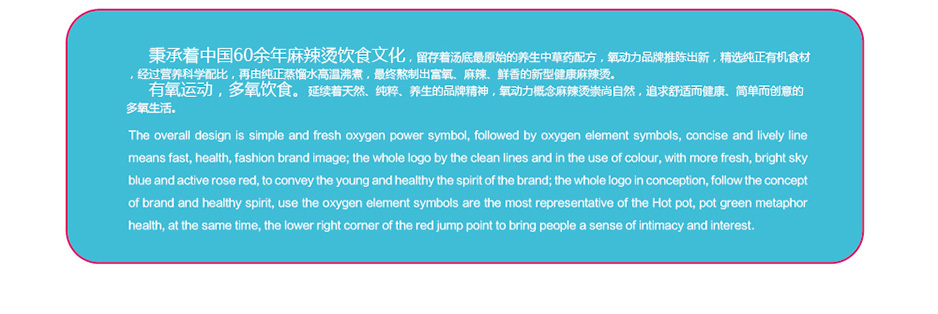 秉承着中国60余年麻辣烫饮食文化，留存着汤底最原始的养生中草药配方，氧动力品牌推陈出新，精选纯正有机食材
，经过营养科学配比，再由纯正蒸馏水高温沸煮，最终熬制出富氧、麻辣、鲜香的新型健康麻辣烫。
有氧运动，多氧饮食。延续着天然、纯粹、养生的品牌精神，氧动力概念麻辣烫崇尚自然，追求舒适而健康、简单而创意的
多氧生活。
The overall design is simple and fresh oxygen power symbol, followed by oxygen element symbols, concise and lively line
means fast, health, fashion brand image; the whole logo by the clean lines and in the use of colour, with more fresh, bright sky
blue and active rose red, to convey the young and healthy the spirit of the brand; the whole logo in conception, follow the concept
of brand and healthy spirit, use the oxygen element symbols are the most representative of the Hot pot, pot green metaphor
health, at the same time, the lower right corner of the red jump point to bring people a sense of intimacy and interest.